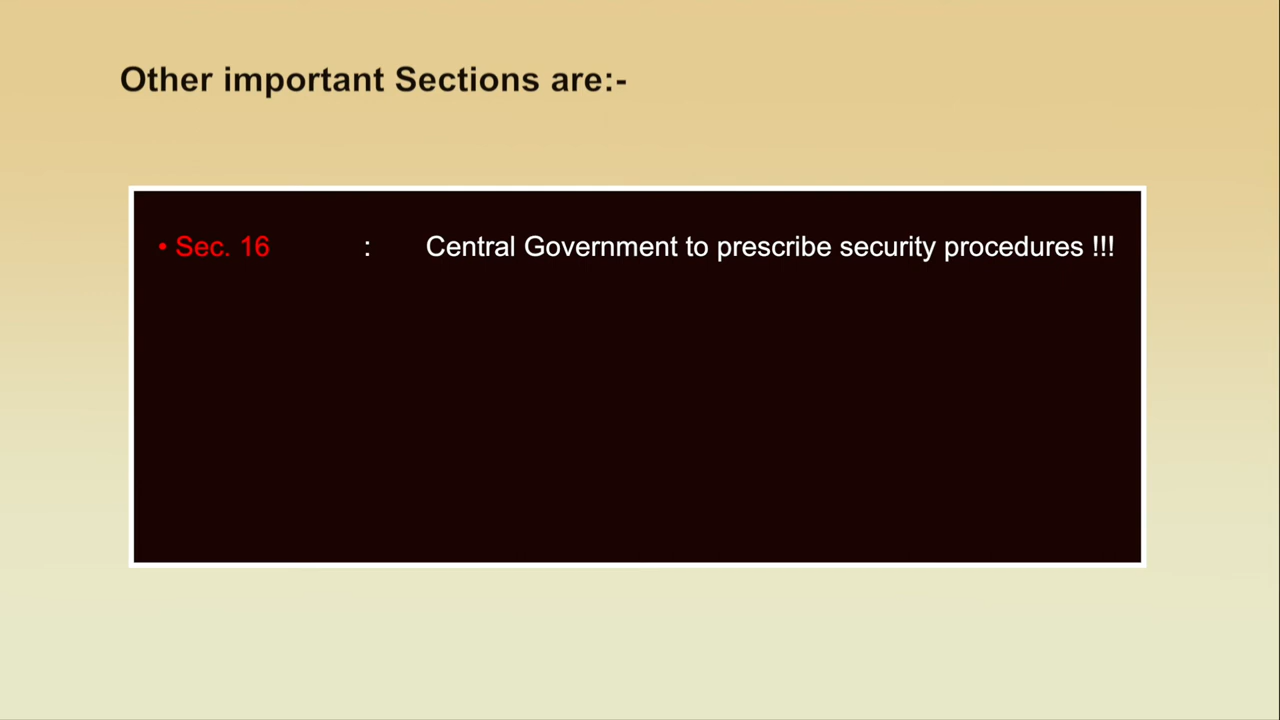 Other important Sections are:-
• Sec. 16 : Central Government to prescribe security procedures !!!